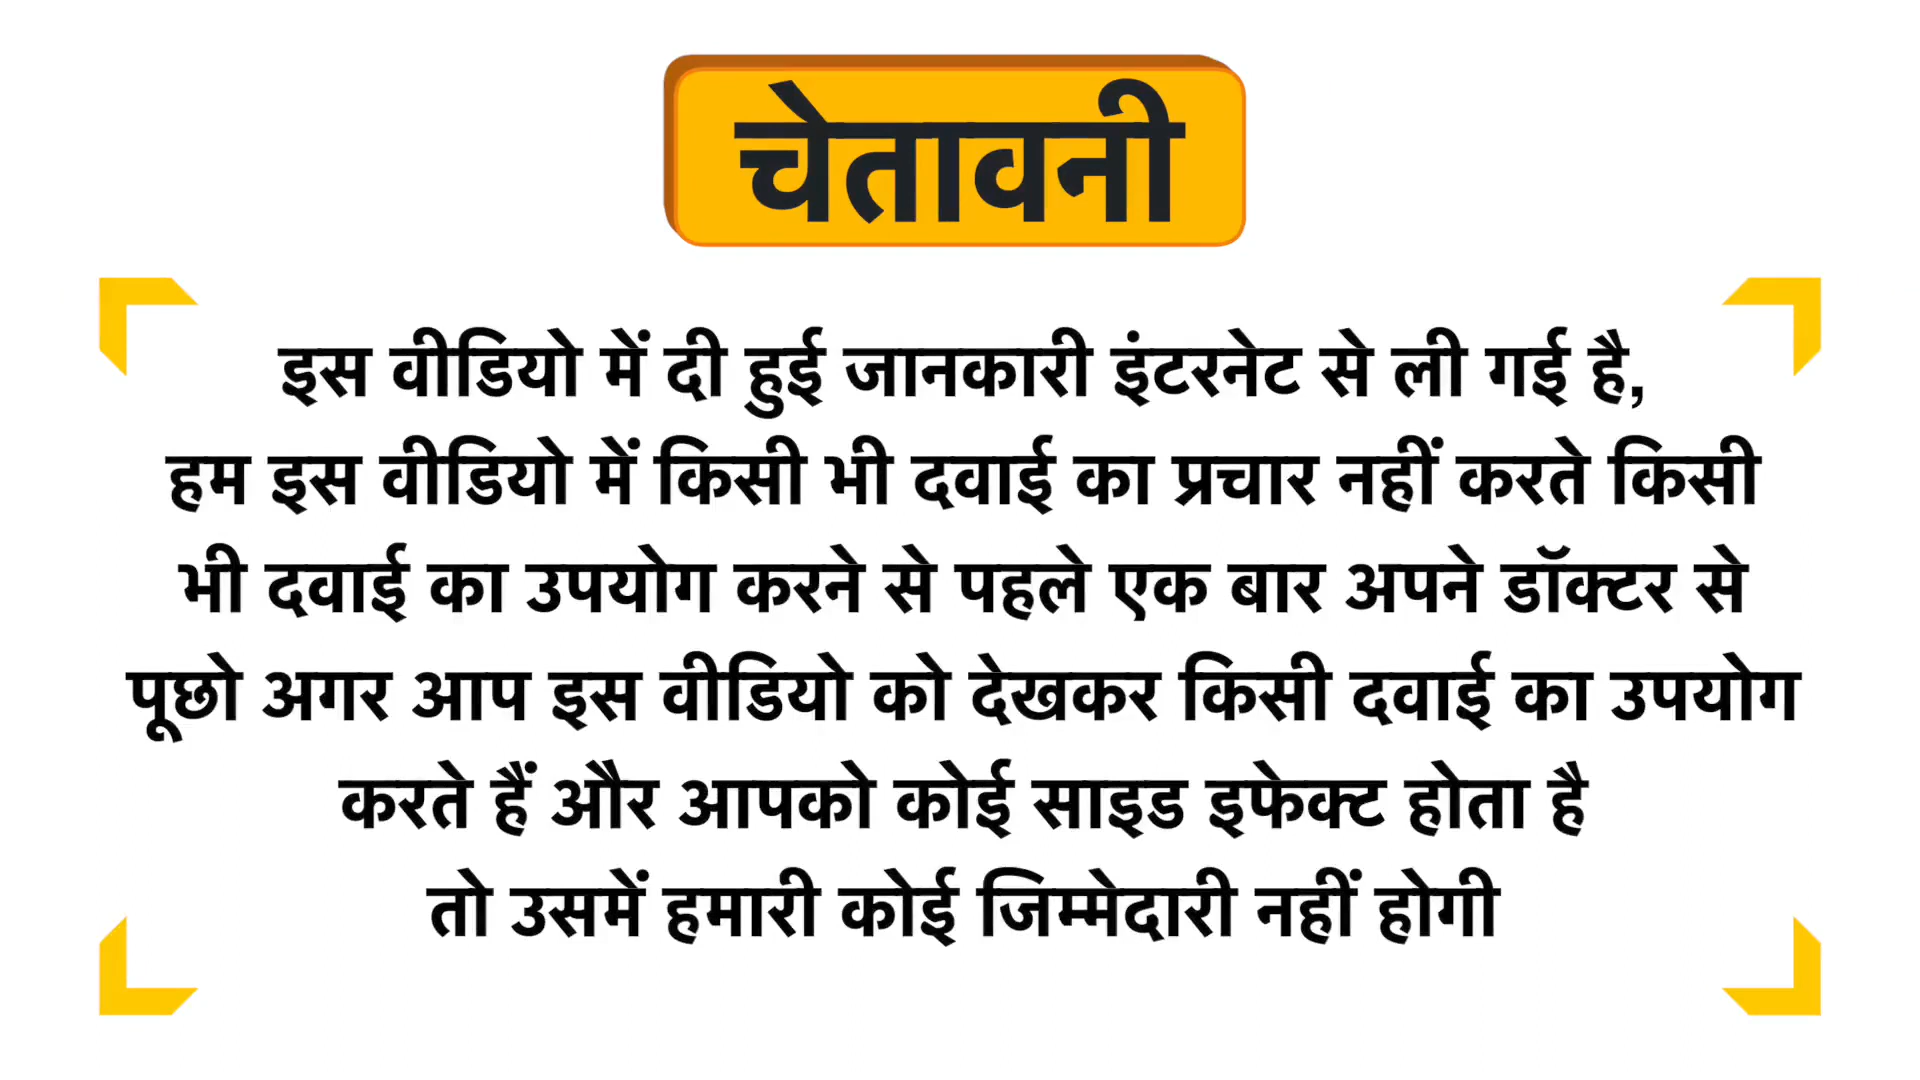 चेतावनी
इस वीडियो में दी हुई जानकारी इंटरनेट से ली गई है,
हम इस वीडियो में किसी भी दवाई का प्रचार नहीं करते किसी
भी दवाई का उपयोग करने से पहले एक बार अपने डॉक्टर से
पूछो अगर आप इस वीडियो को देखकर किसी दवाई का उपयोग
करते हैं और आपको कोई साइड इफेक्ट होता है
तो उसमें हमारी कोई जिम्मेदारी नहीं होगी